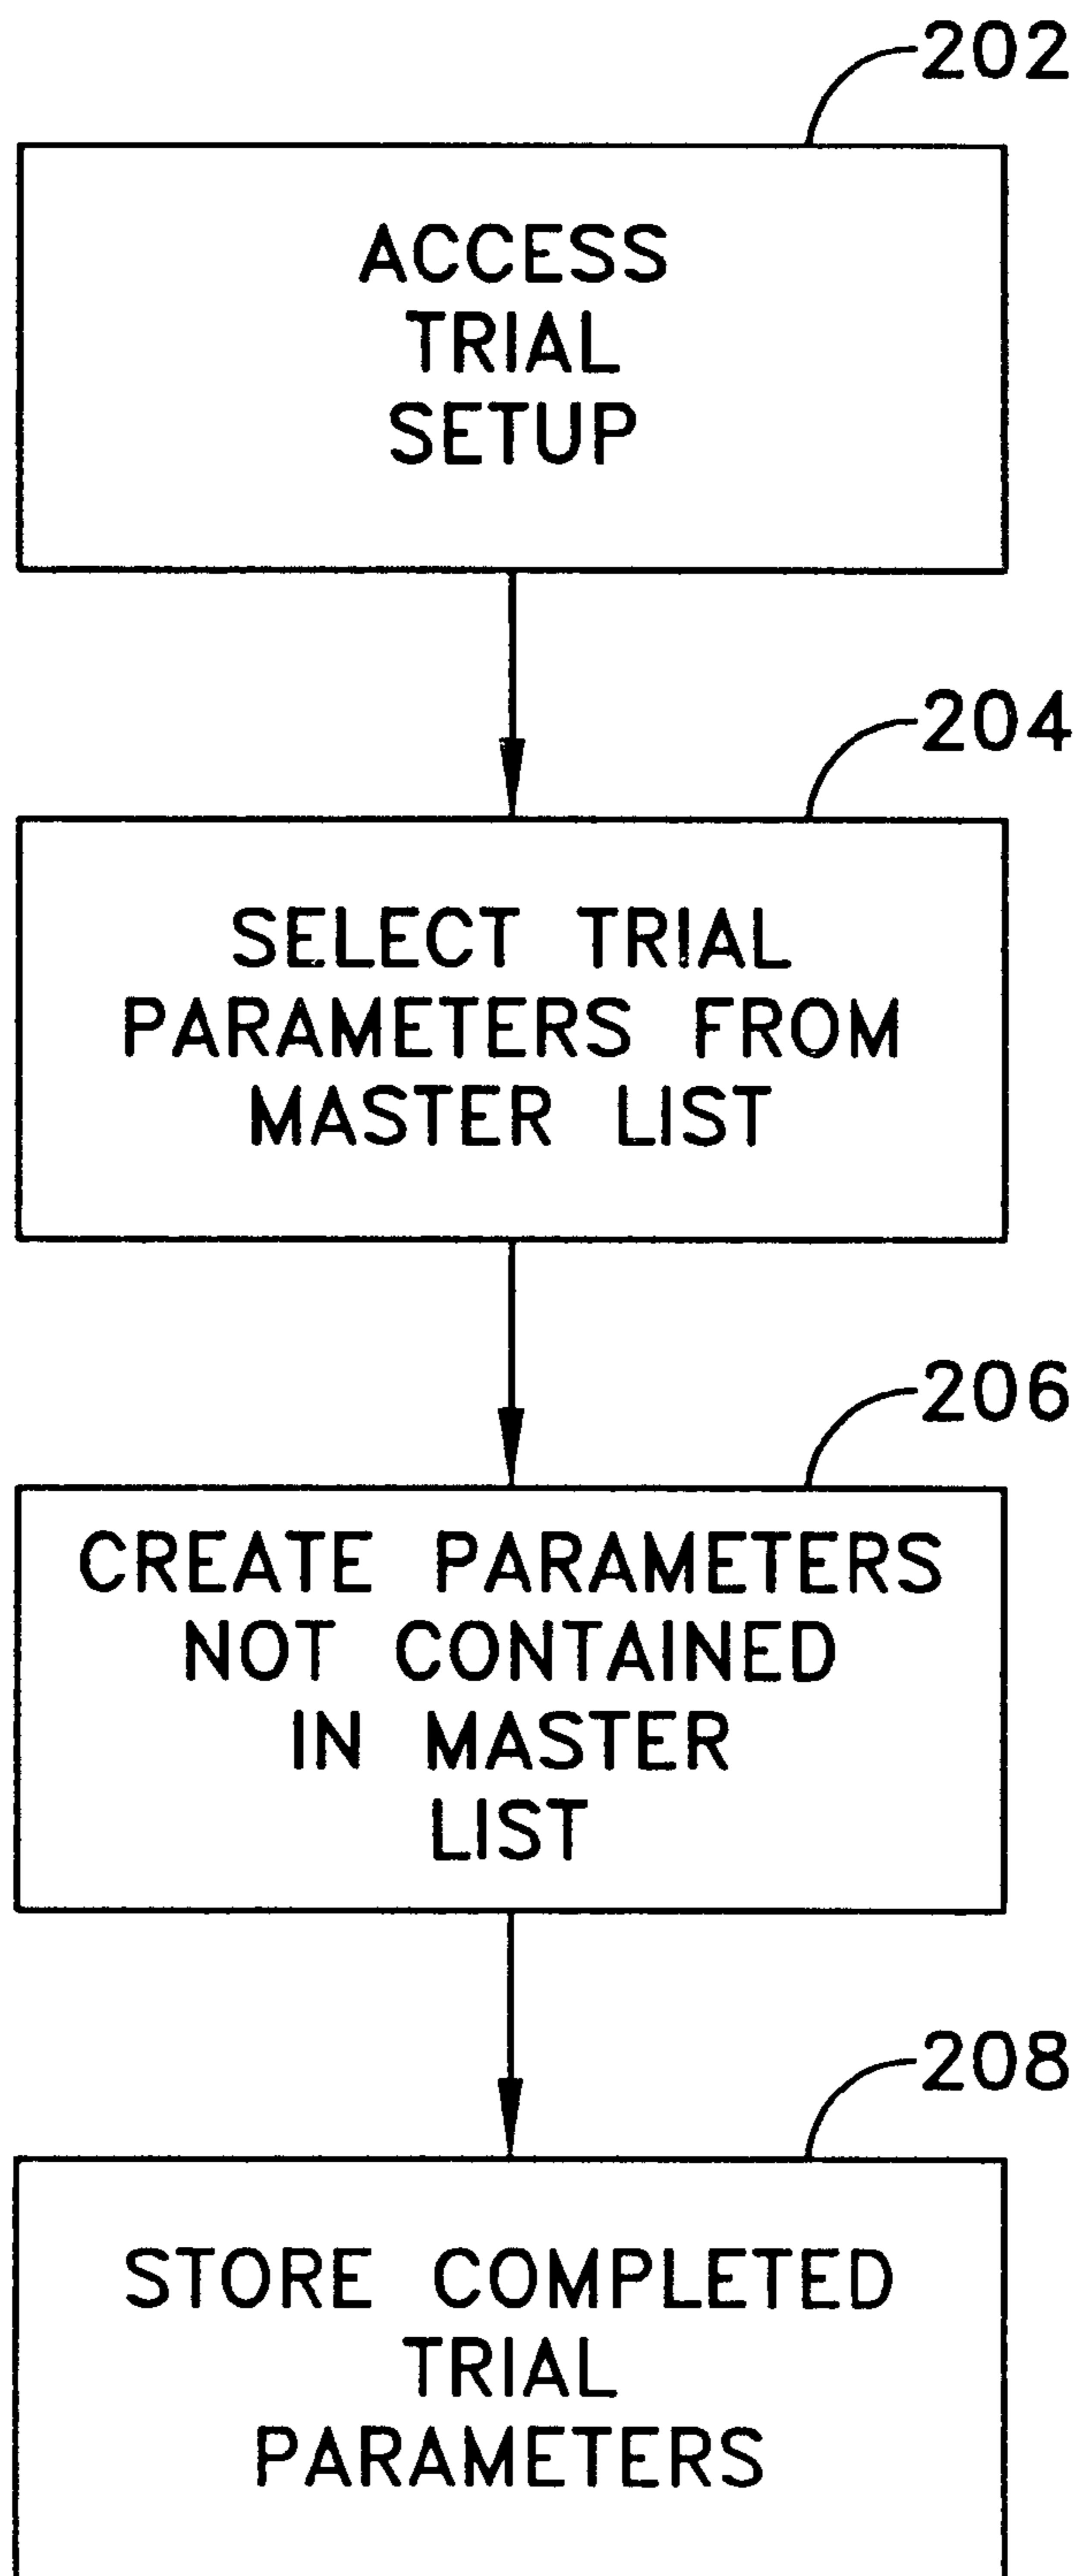 202
ACCESS
TRIAL
SETUP
204
SELECT TRIAL
PARAMETERS FROM
MASTER LIST
206
CREATE PARAMETERS
NOT CONTAINED
IN MASTER
LIST
208
STORE COMPLETED
TRIAL
PARAMETERS